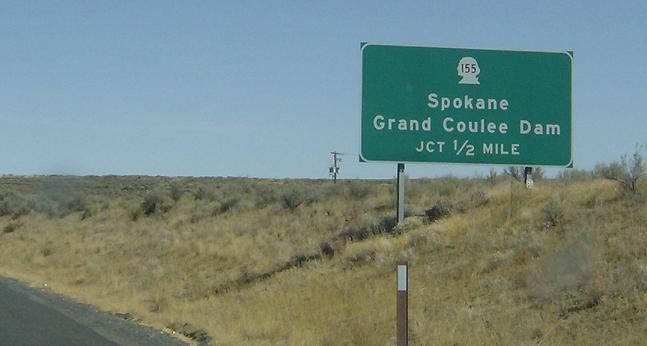 155
Spokane
Grand Coulee Dam
JCT 1/2 MILE